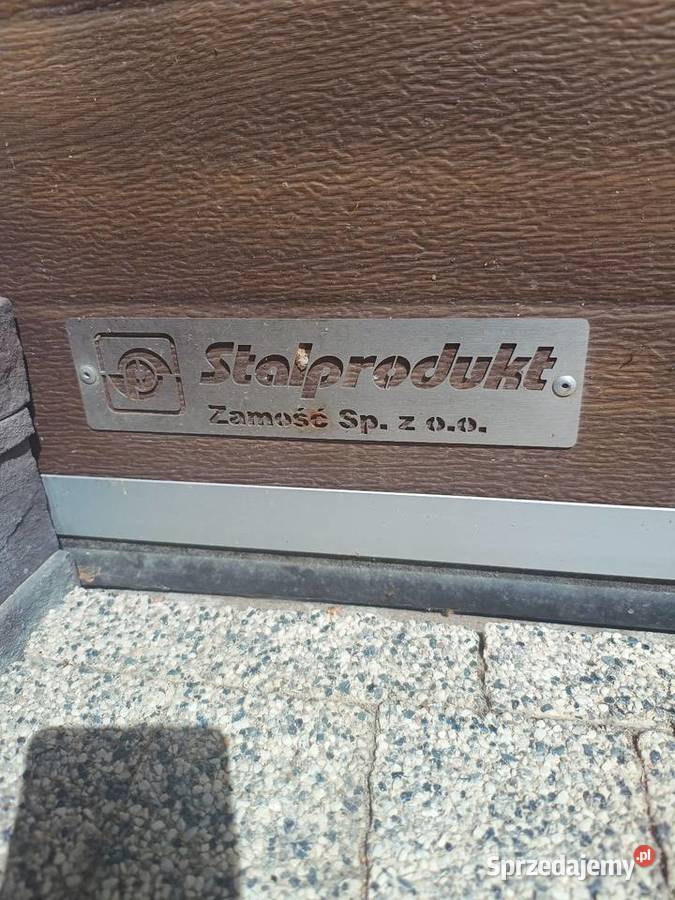 Stalprodukt
Zamość Sp. z o.o.
Sprzedajemy.pl